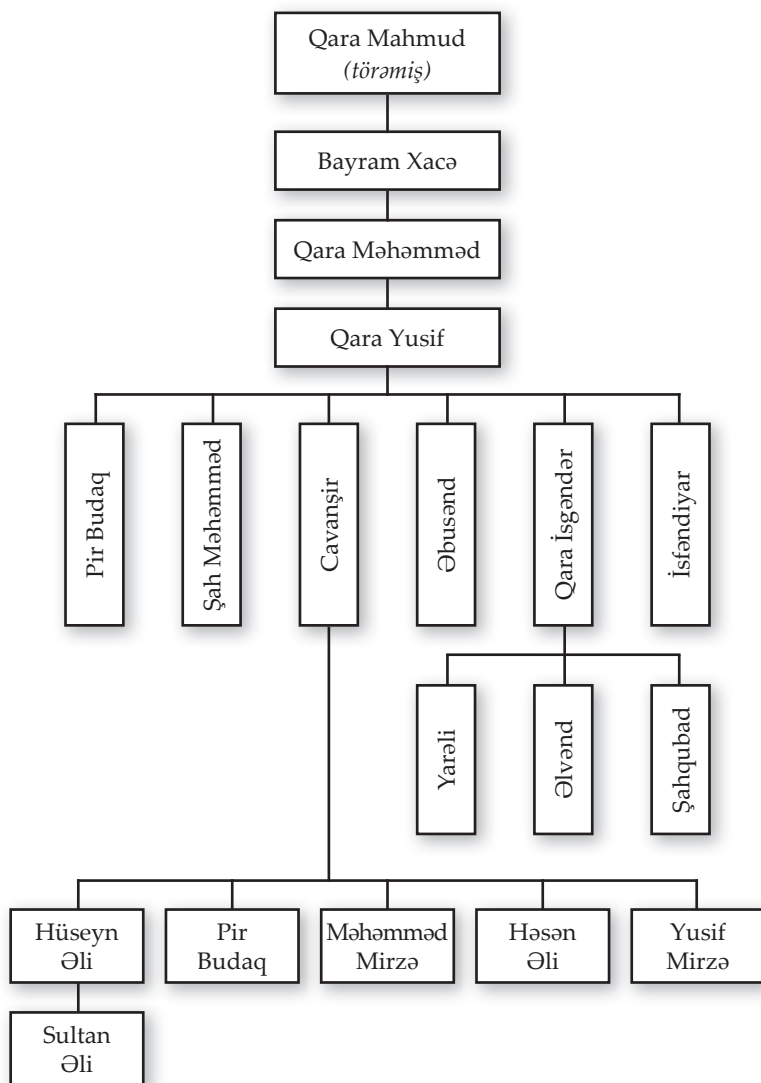 Qara Mahmud
(törəmiş)
Bayram Xacə
Qara Məhəmməd
Qara Yusif
Pir Budaq
Şah Məhəmməd
Cavanşir
Əbusənd
Qara İsgəndər
İsfəndiyar
Yarəli
Əlvənd
Şahqubad
Hüseyn
Əli
Pir
Budaq
Məhəmməd
Mirzə
Həsən
Əli
Yusif
Mirzə
Sultan
Əli